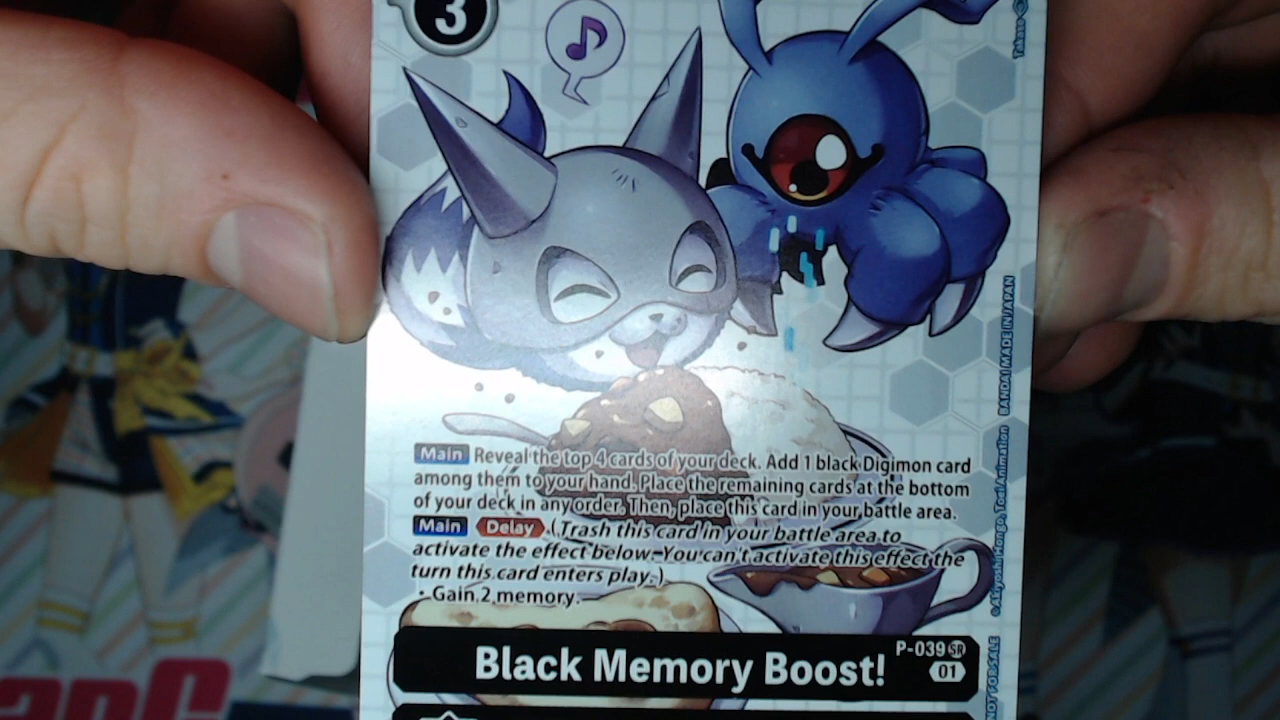 3
Takase
Main Reveal the top 4 cards of your deck. Add 1 black Digimon card
among them to your hand. Place the remaining cards at the bottom
of your deck in any order. Then, place this card in your battle area.
Main Delay (Trash this card in your battle area to
activate the effect below. You can't activate this effect the
turn this card enters play.)
• Gain 2 memory.
BANDAI MADE IN JAPAN
©Akiyoshi Hongo, Toei Animation
NOT FOR SALE
Black Memory Boost!
P-039 SR
01